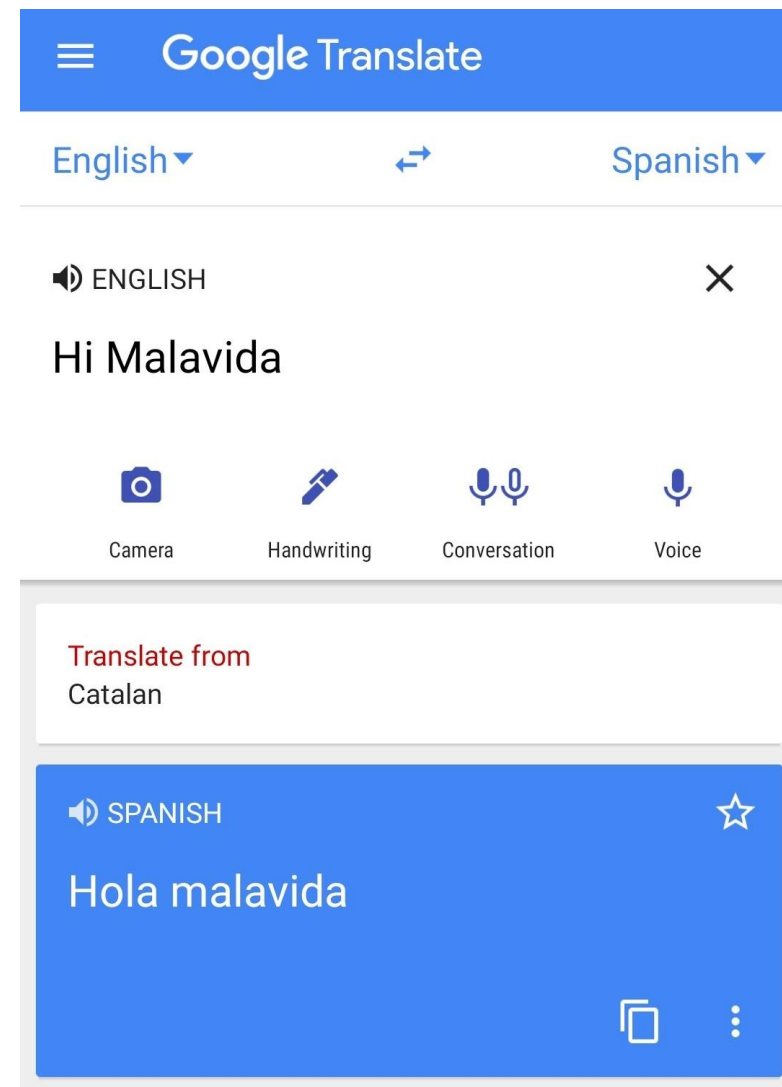 Google Translate
English Spanish
ENGLISH
Hi Malavida
Camera Handwriting Conversation Voice
Translate from
Catalan
SPANISH
Hola malavida